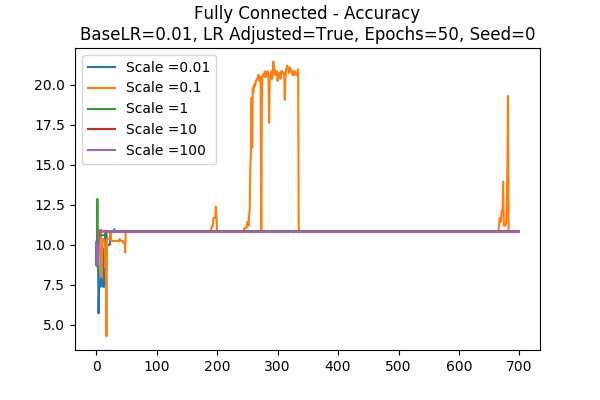 Fully Connected - Accuracy
BaseLR=0.01, LR Adjusted=True, Epochs=50, Seed=0
Scale =0.01
Scale =0.1
Scale =1
Scale =10
Scale =100
20.0
17.5
15.0
12.5
10.0
7.5
5.0
0 100 200 300 400 500 600 700